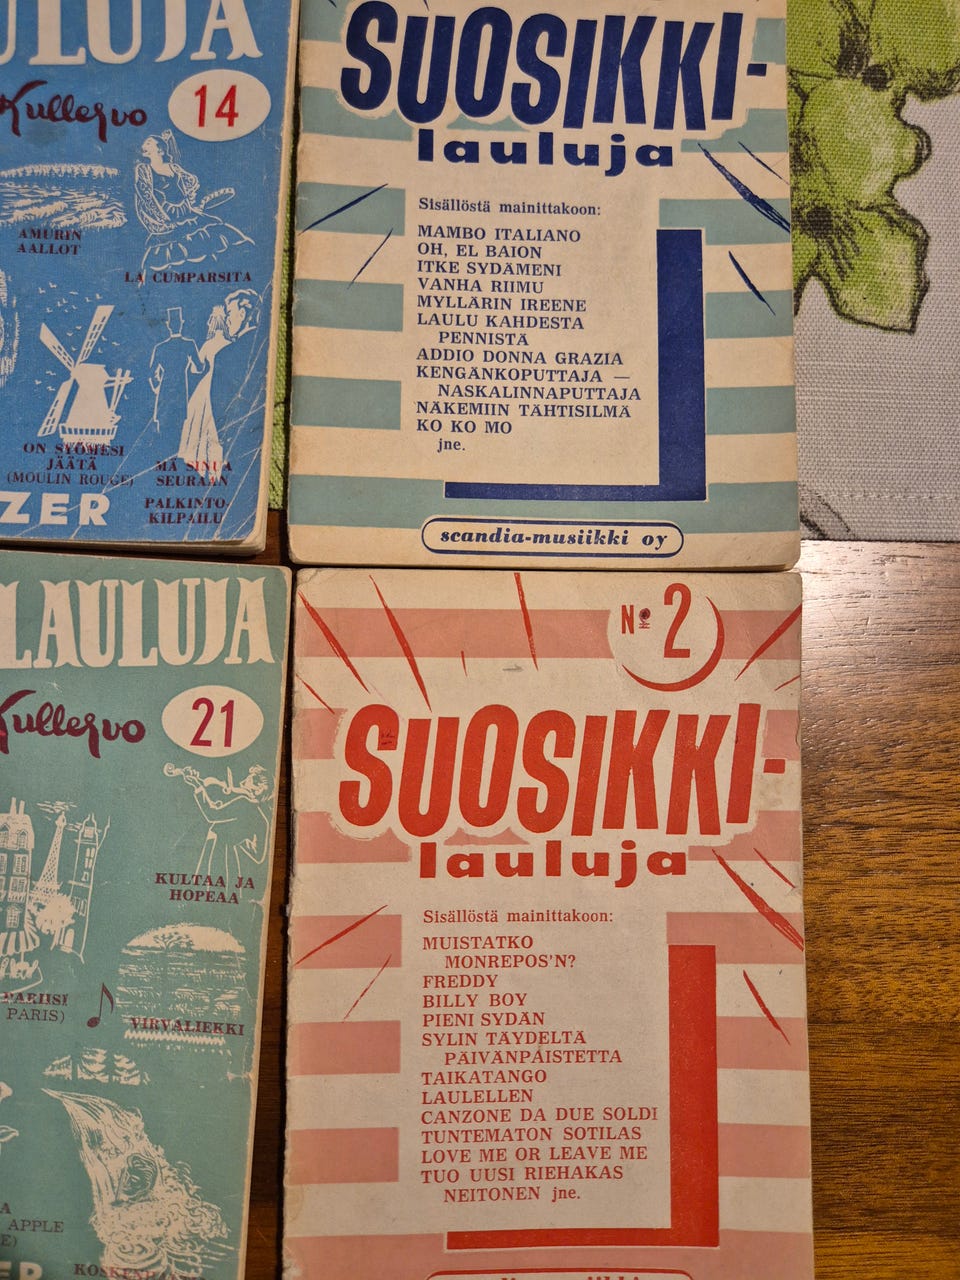 ULUJA
Kullervo
14
AMURIN
AALLOT
LA CUMPARSITA
ON SYÖMESI
JÄÄTÄ
(MOULIN ROUGE)
MÄ SINUA
SEURAAN
PALKINTO-
KILPAILU
ZER
SUOSIKKI-
lauluja
Sisällöstä mainittakoon:
MAMBO ITALIANO
OH, EL BAION
ITKE SYDÄMENI
VANHA RIIMU
MYLLÄRIN IREENE
LAULU KAHDESTA
PENNISTÄ
ADDIO DONNA GRAZIA
KENGÄNKOPUTTAJA —
NASKALINNAPUTTAJA
NÄKEMIIN TÄHTISILMÄ
KO KO MO
jne.
scandia-musiikki oy
LAULUJA
Kullervo
21
KULTAA JA
HOPEAA
PARIISI
PARIS)
VIRVALIEKKI
A
APPLE
E)
ER
Nº 2
SUOSIKKI-
lauluja
Sisällöstä mainittakoon:
MUISTATKO
MONREPOS'N?
FREDDY
BILLY BOY
PIENI SYDÄN
SYLIN TÄYDELTÄ
PÄIVÄNPAISTETTA
TAIKATANGO
LAULELLEN
CANZONE DA DUE SOLDI
TUNTEMATON SOTILAS
LOVE ME OR LEAVE ME
TUO UUSI RIEHAKAS
NEITONEN jne.